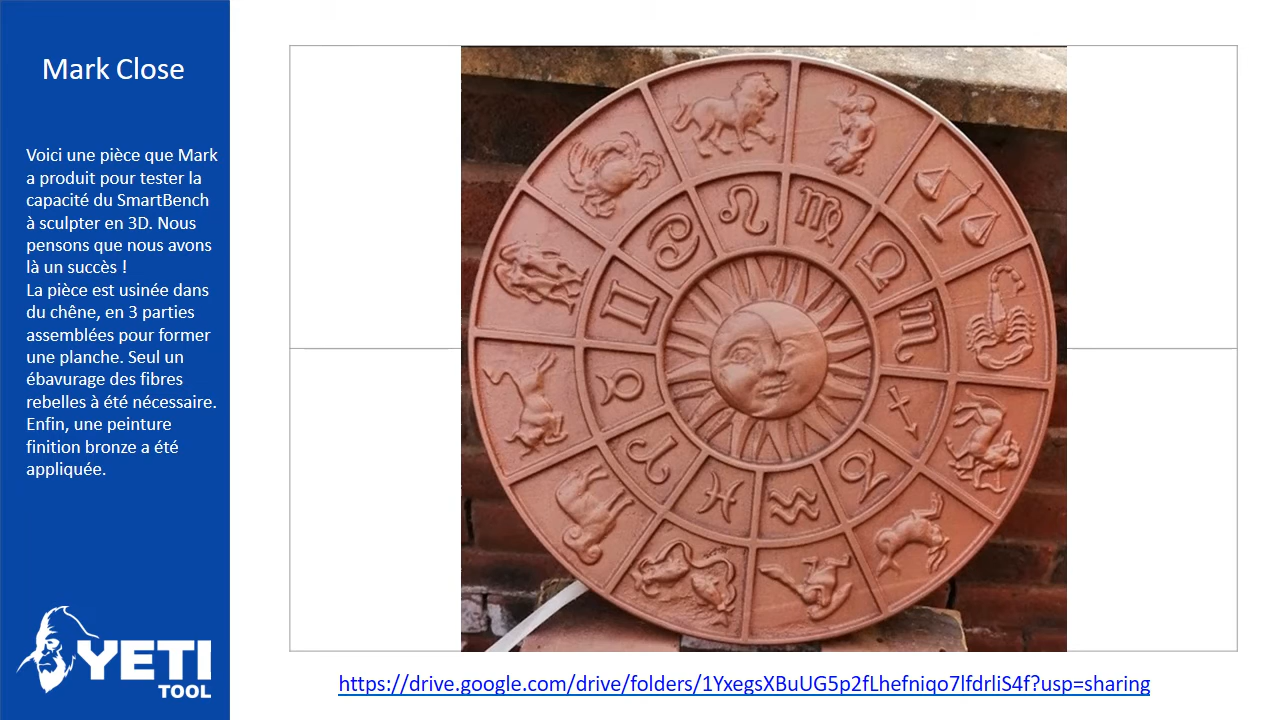 Mark Close
Voici une pièce que Mark
a produit pour tester la
capacité du SmartBench
à sculpter en 3D. Nous
pensons que nous avons
là un succès !
La pièce est usinée dans
du chêne, en 3 parties
assemblées pour former
une planche. Seul un
ébavurage des fibres
rebelles à été nécessaire.
Enfin, une peinture
finition bronze a été
appliquée.
YETI
TOOL
https://drive.google.com/drive/folders/1YxegsXBuUG5p2fLhefniqo7lfdrliS4f?usp=sharing